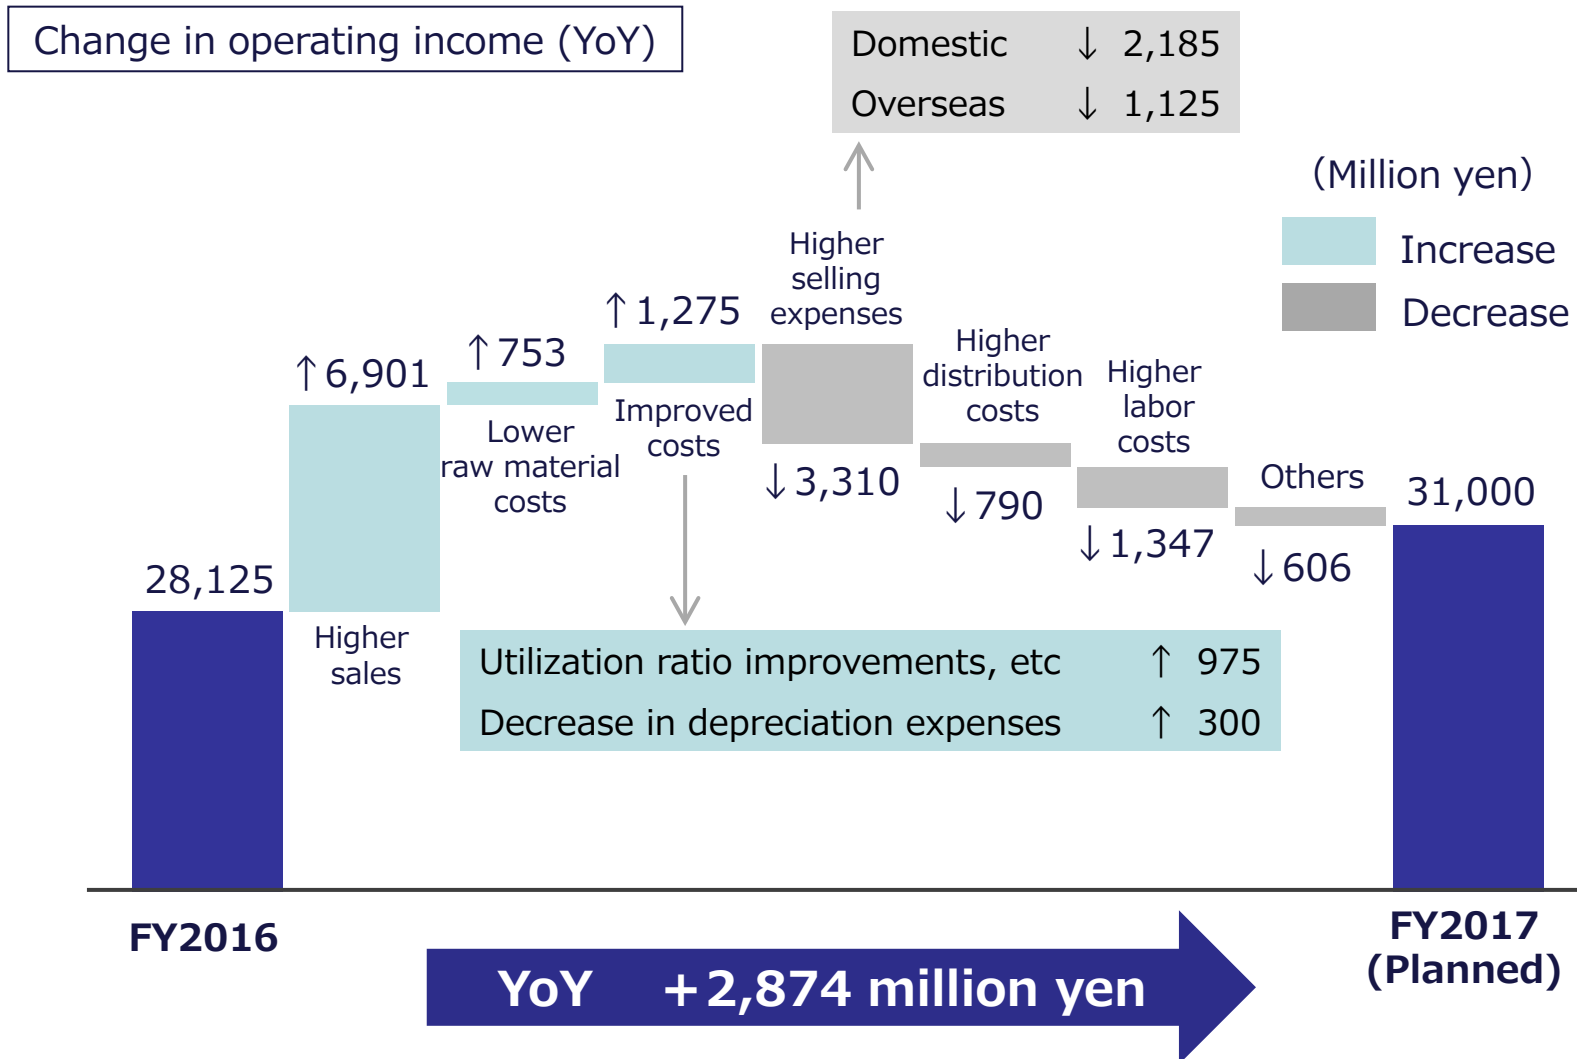 Change in operating income (YoY)
Domestic ↓ 2,185
Overseas ↓ 1,125
(Million yen)
Increase
Decrease
28,125
↑6,901
Higher
sales
↑753
Lower
raw material
costs
↑1,275
Improved
costs
Higher
selling
expenses
↓3,310
Higher
distribution
costs
↓790
Higher
labor
costs
↓1,347
Others
↓606
31,000
Utilization ratio improvements, etc ↑ 975
Decrease in depreciation expenses ↑ 300
FY2016
FY2017
(Planned)
YoY +2,874 million yen